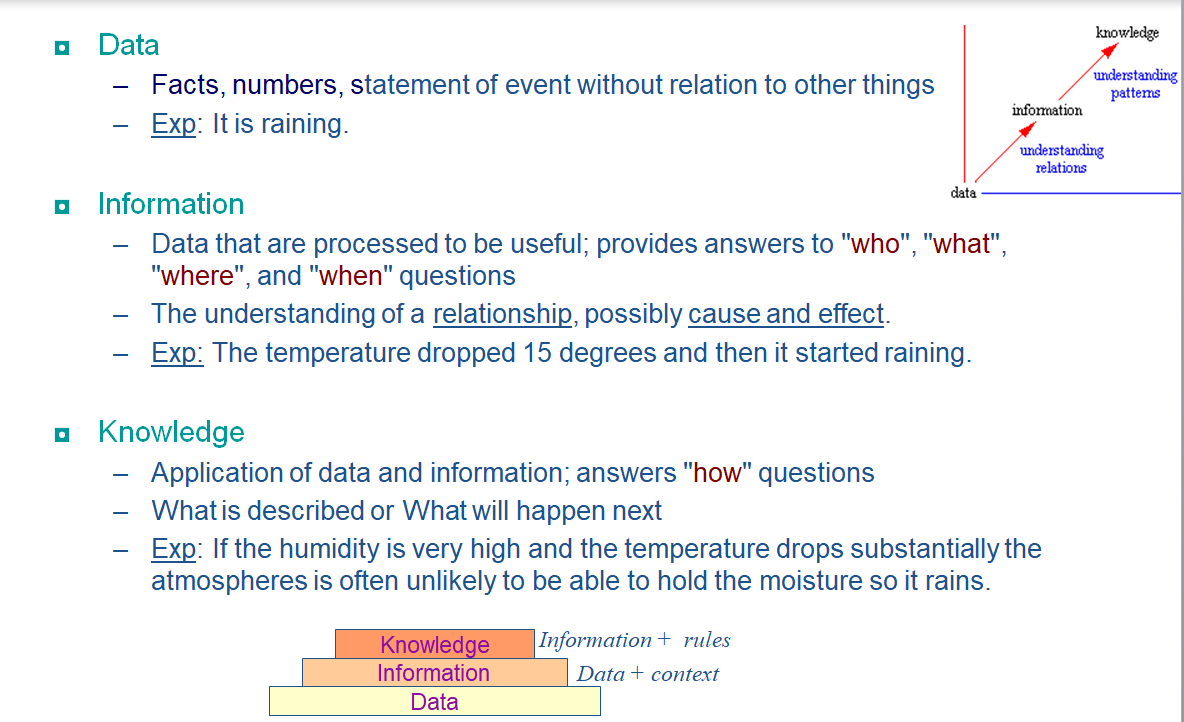 Data
– Facts, numbers, statement of event without relation to other things
– Exp: It is raining.
Information
– Data that are processed to be useful; provides answers to "who", "what",
"where", and "when" questions
– The understanding of a relationship, possibly cause and effect.
– Exp: The temperature dropped 15 degrees and then it started raining.
Knowledge
– Application of data and information; answers "how" questions
– What is described or What will happen next
– Exp: If the humidity is very high and the temperature drops substantially the
atmospheres is often unlikely to be able to hold the moisture so it rains.
knowledge
understanding
patterns
information
understanding
relations
data
Knowledge Information + rules
Information Data + context
Data